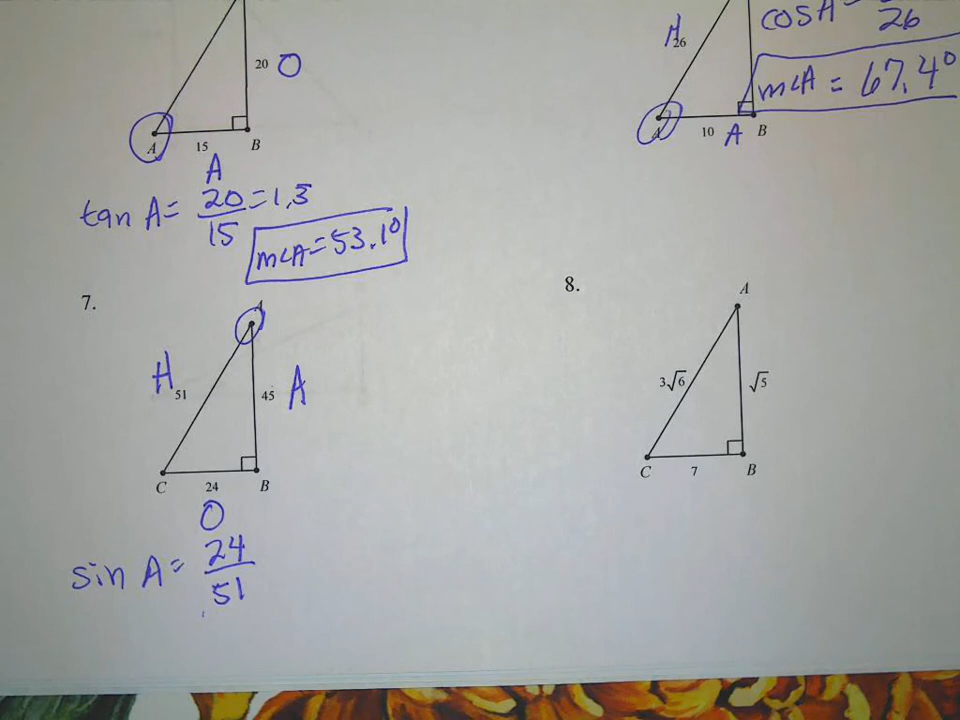 20 O
A 15 B
A
tan A = 20/15 = 1.3
m<A = 53.1°
H 26
cos A = /26
m<A = 67.4°
A 10 A B
7.
A
H 51 45 A
C 24 B
O
sin A = 24/51
8.
A
3√6 √5
C 7 B